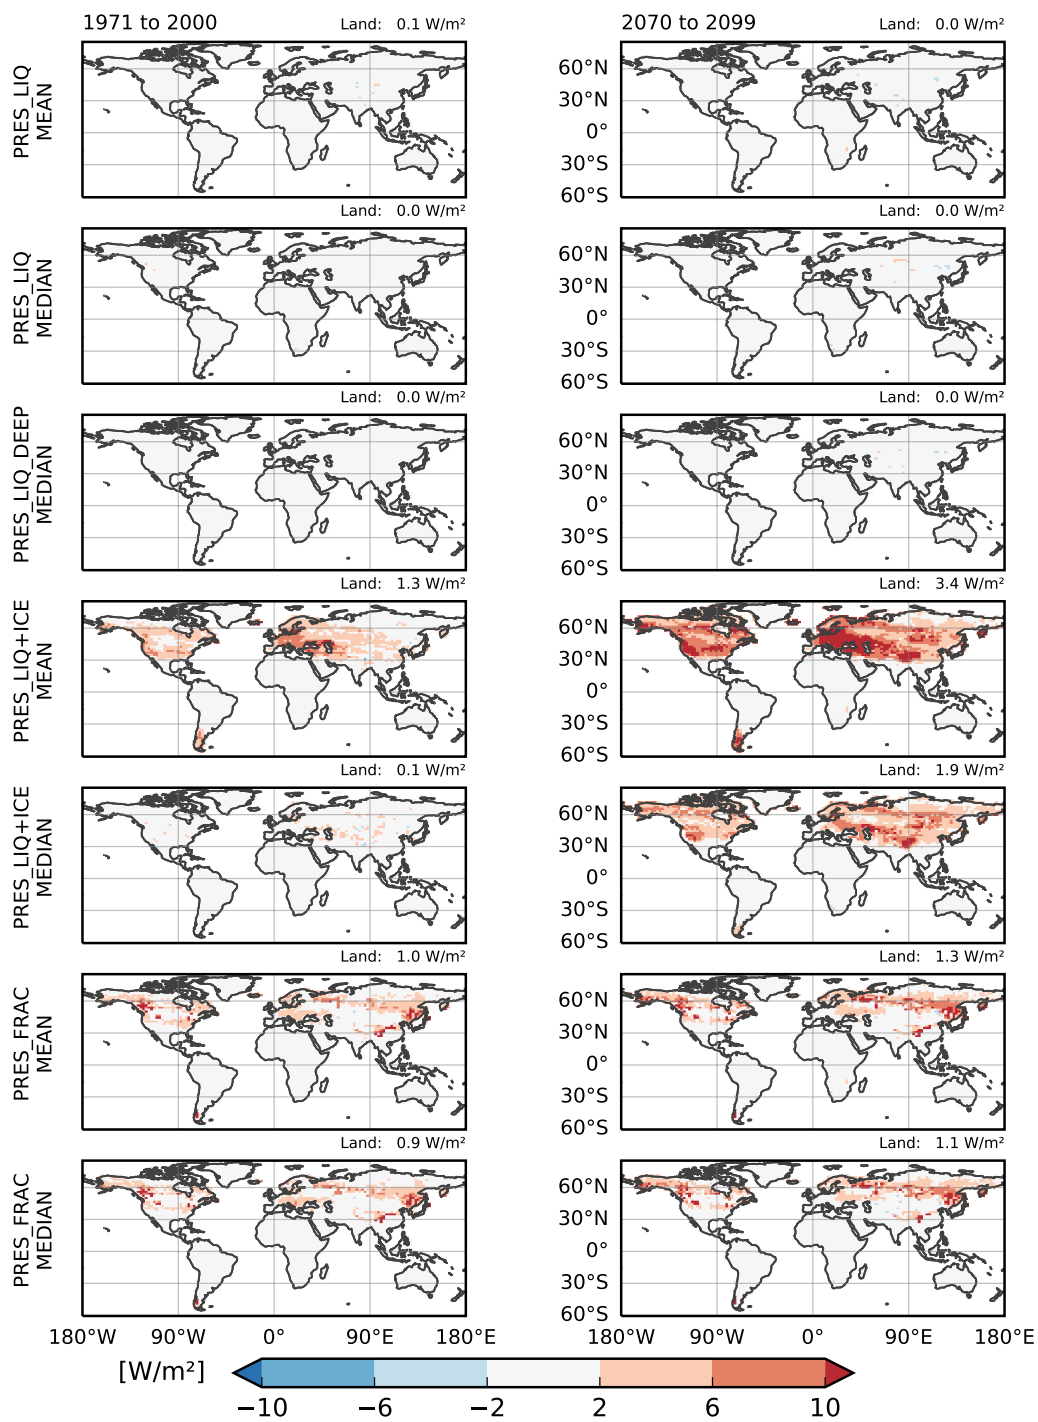 1971 to 2000
Land: 0.1 W/m²
2070 to 2099
Land: 0.0 W/m²
PRES_LIQ
MEAN
60°N
30°N
0°
30°S
60°S
Land: 0.0 W/m²
Land: 0.0 W/m²
PRES_LIQ
MEDIAN
60°N
30°N
0°
30°S
60°S
Land: 0.0 W/m²
Land: 0.0 W/m²
PRES_LIQ_DEEP
MEDIAN
60°N
30°N
0°
30°S
60°S
Land: 1.3 W/m²
Land: 3.4 W/m²
PRES_LIQ+ICE
MEAN
60°N
30°N
0°
30°S
60°S
Land: 0.1 W/m²
Land: 1.9 W/m²
PRES_LIQ+ICE
MEDIAN
60°N
30°N
0°
30°S
60°S
Land: 1.0 W/m²
Land: 1.3 W/m²
PRES_FRAC
MEAN
60°N
30°N
0°
30°S
60°S
Land: 0.9 W/m²
Land: 1.1 W/m²
PRES_FRAC
MEDIAN
60°N
30°N
0°
30°S
60°S
180°W 90°W 0° 90°E 180°E
180°W 90°W 0° 90°E 180°E
[W/m²]
−10 −6 −2 2 6 10